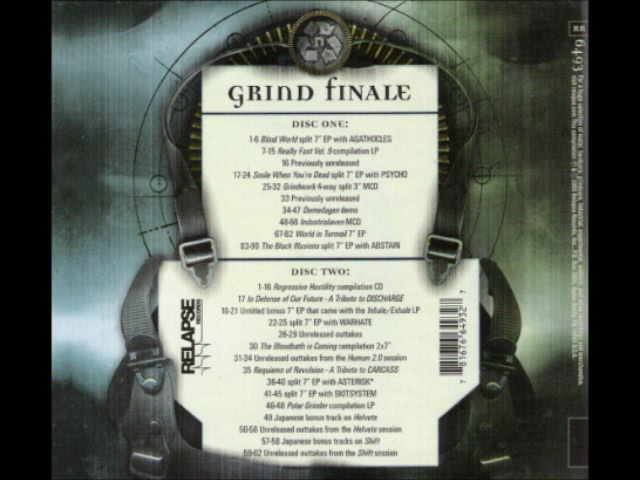 GRIND FINALE
DISC ONE:
1-6 Blind World split 7" EP with AGATHOCLES
7-15 Really Fast Vol. 9 compilation LP
16 Previously unreleased
17-24 Smile When You're Dead split 7" EP with PSYCHO
25-32 Grindwork 4-way split 3" MCD
33 Previously unreleased
34-47 Domedagen demo
48-66 Industrislaven MCD
67-82 World in Turmoil 7" EP
83-90 The Black Illusions split 7" EP with ABSTAIN
DISC TWO:
1-16 Regressive Hostility compilation CD
17 In Defense of Our Future - A Tribute to DISCHARGE
18-21 Untitled bonus 7" EP that came with the Inhale/Exhale LP
22-25 split 7" EP with WARHATE
26-29 Unreleased outtakes
30 The Bloodbath is Coming compilation 2x7"
31-34 Unreleased outtakes from the Human 2.0 session
35 Requiems of Revulsion - A Tribute to CARCASS
36-40 split 7" EP with ASTERISK*
41-45 split 7" EP with SKITSYSTEM
46-48 Polar Grinder compilation LP
49 Japanese bonus track on Helvete
50-56 Unreleased outtakes from the Helvete session
57-58 Japanese bonus tracks on Shift
59-62 Unreleased outtakes from the Shift session
RELAPSE
RECORDS
7 81676 64932 7
RR
6493